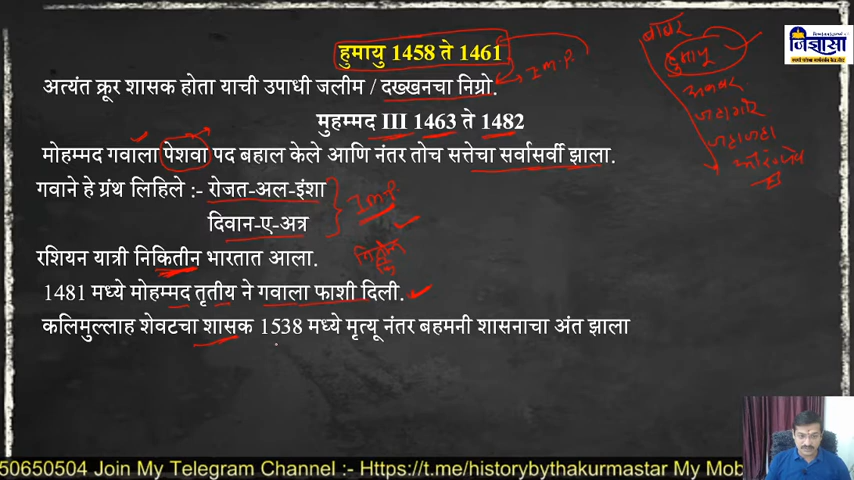 हुमायु 1458 ते 1461
अत्यंत क्रूर शासक होता याची उपाधी जलीम / दख्खनचा निग्रो.
I.M.P.
मुहम्मद III 1463 ते 1482
मोहम्मद गवाला पेशवा पद बहाल केले आणि नंतर तोच सत्तेचा सर्वासर्वी झाला.
गवाने हे ग्रंथ लिहिले :- रोजत-अल-इंशा
दिवान-ए-अत्र
I.M.P.
रशियन यात्री निकितीन भारतात आला.
1481 मध्ये मोहम्मद तृतीय ने गवाला फाशी दिली.
कलिमुल्लाह शेवटचा शासक 1538 मध्ये मृत्यू नंतर बहमनी शासनाचा अंत झाला
बाबर
हुमायू
अकबर
जहागीर
शहाजहा
औरंगजेब
जिज्ञासा
50650504 Join My Telegram Channel :- Https://t.me/historybythakurmastar My Mob